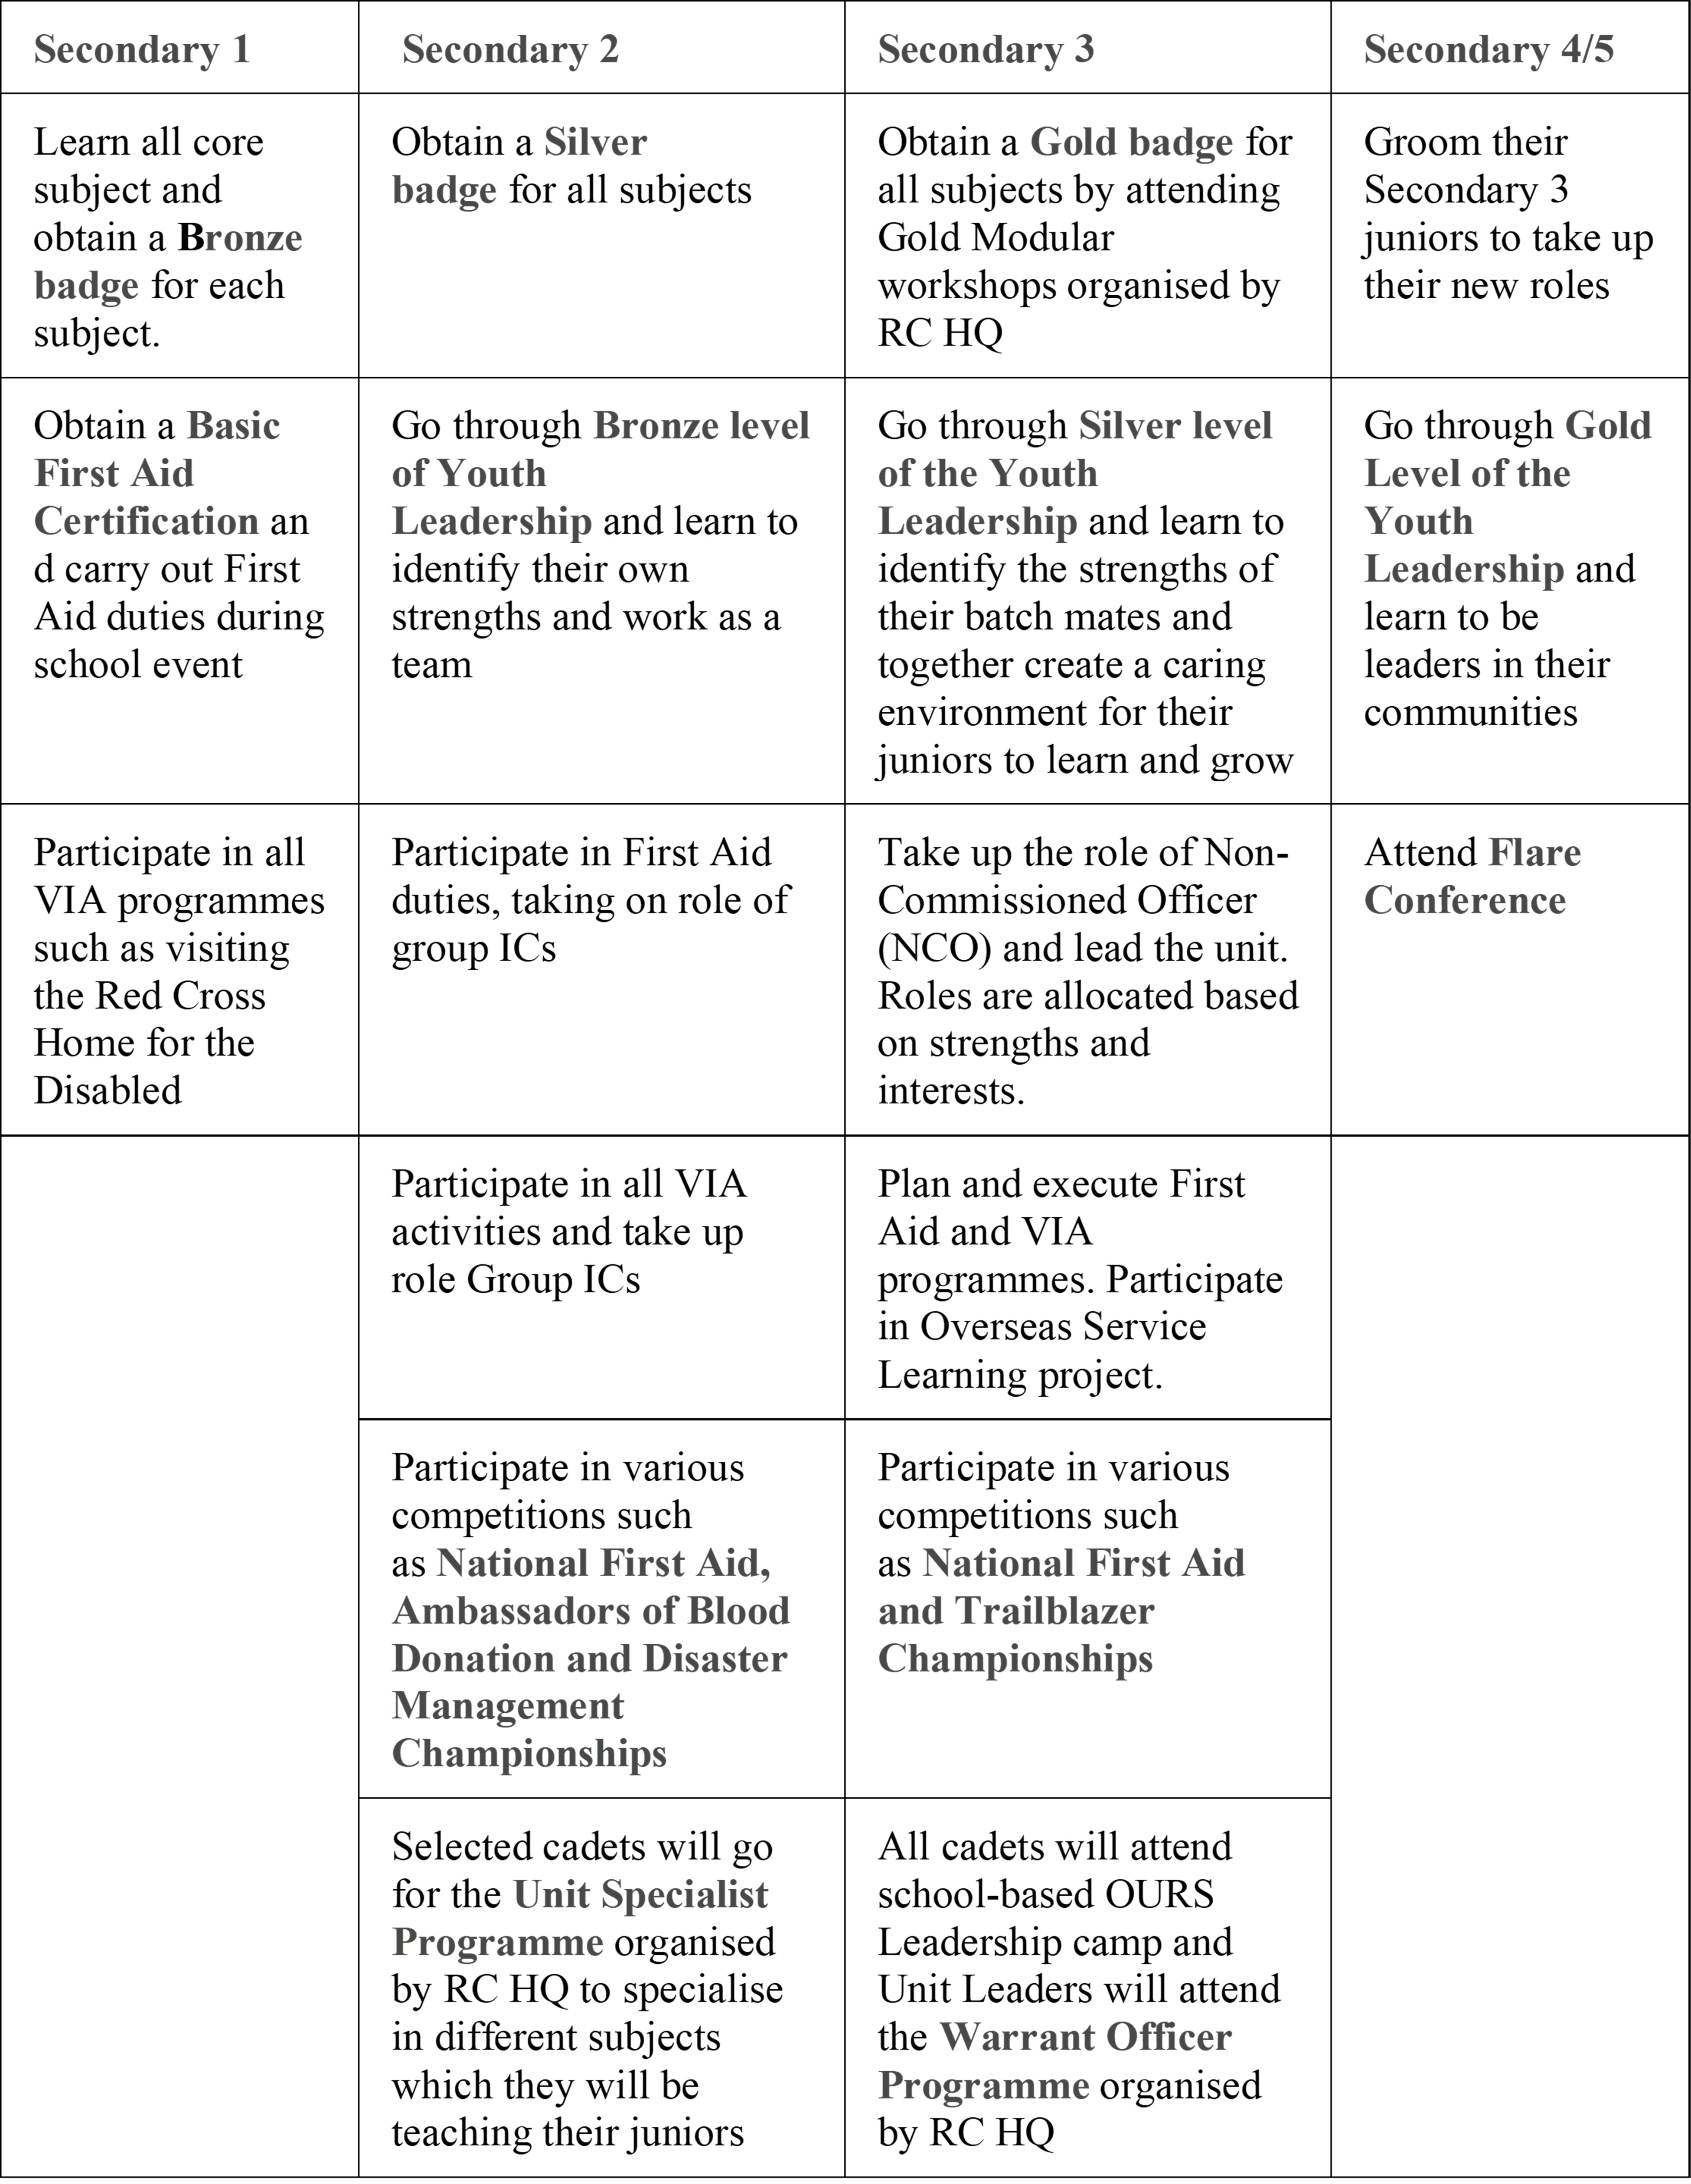 Secondary 1
Secondary 2
Secondary 3
Secondary 4/5
Learn all core
subject and
obtain a Bronze
badge for each
subject.
Obtain a Silver
badge for all subjects
Obtain a Gold badge for
all subjects by attending
Gold Modular
workshops organised by
RC HQ
Groom their
Secondary 3
juniors to take up
their new roles
Obtain a Basic
First Aid
Certification an
d carry out First
Aid duties during
school event
Go through Bronze level
of Youth
Leadership and learn to
identify their own
strengths and work as a
team
Go through Silver level
of the Youth
Leadership and learn to
identify the strengths of
their batch mates and
together create a caring
environment for their
juniors to learn and grow
Go through Gold
Level of the
Youth
Leadership and
learn to be
leaders in their
communities
Participate in all
VIA programmes
such as visiting
the Red Cross
Home for the
Disabled
Participate in First Aid
duties, taking on role of
group ICs
Take up the role of Non-
Commissioned Officer
(NCO) and lead the unit.
Roles are allocated based
on strengths and
interests.
Attend Flare
Conference
Participate in all VIA
activities and take up
role Group ICs
Plan and execute First
Aid and VIA
programmes. Participate
in Overseas Service
Learning project.
Participate in various
competitions such
as National First Aid,
Ambassadors of Blood
Donation and Disaster
Management
Championships
Participate in various
competitions such
as National First Aid
and Trailblazer
Championships
Selected cadets will go
for the Unit Specialist
Programme organised
by RC HQ to specialise
in different subjects
which they will be
teaching their juniors
All cadets will attend
school-based OURS
Leadership camp and
Unit Leaders will attend
the Warrant Officer
Programme organised
by RC HQ